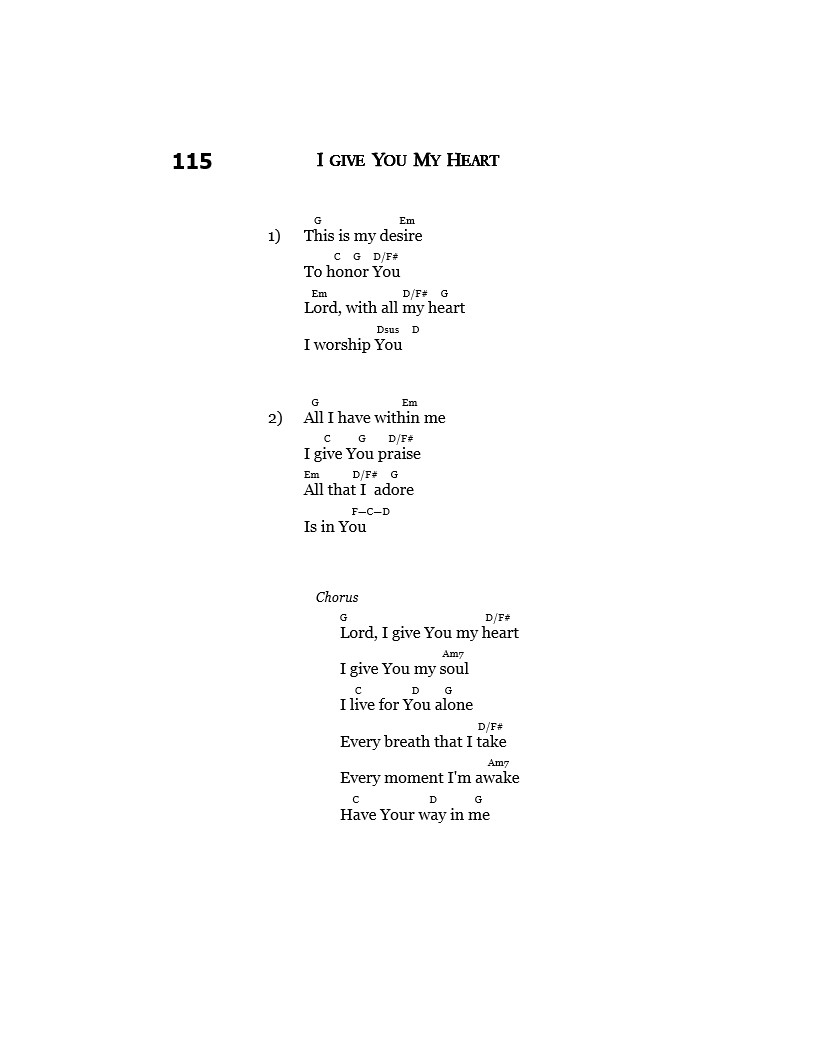 115 I GIVE YOU MY HEART
G Em
1) This is my desire
C G D/F#
To honor You
Em D/F# G
Lord, with all my heart
Dsus D
I worship You
G Em
2) All I have within me
C G D/F#
I give You praise
Em D/F# G
All that I adore
F—C—D
Is in You
Chorus
G D/F#
Lord, I give You my heart
Am7
I give You my soul
C D G
I live for You alone
D/F#
Every breath that I take
Am7
Every moment I'm awake
C D G
Have Your way in me